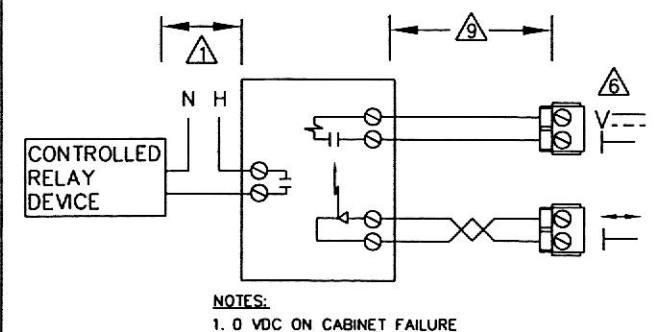 1
9
6
N H
V
CONTROLLED
RELAY
DEVICE
NOTES:
1. 0 VDC ON CABINET FAILURE